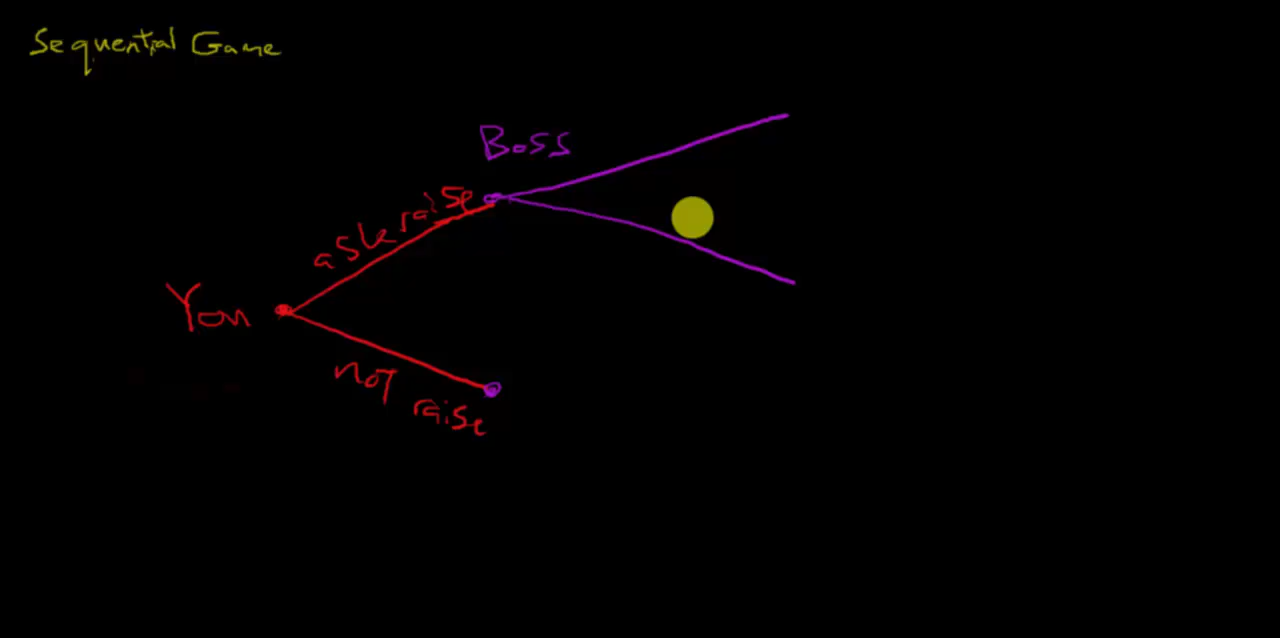 Sequential Game
Boss
ask raise
You
not
raise